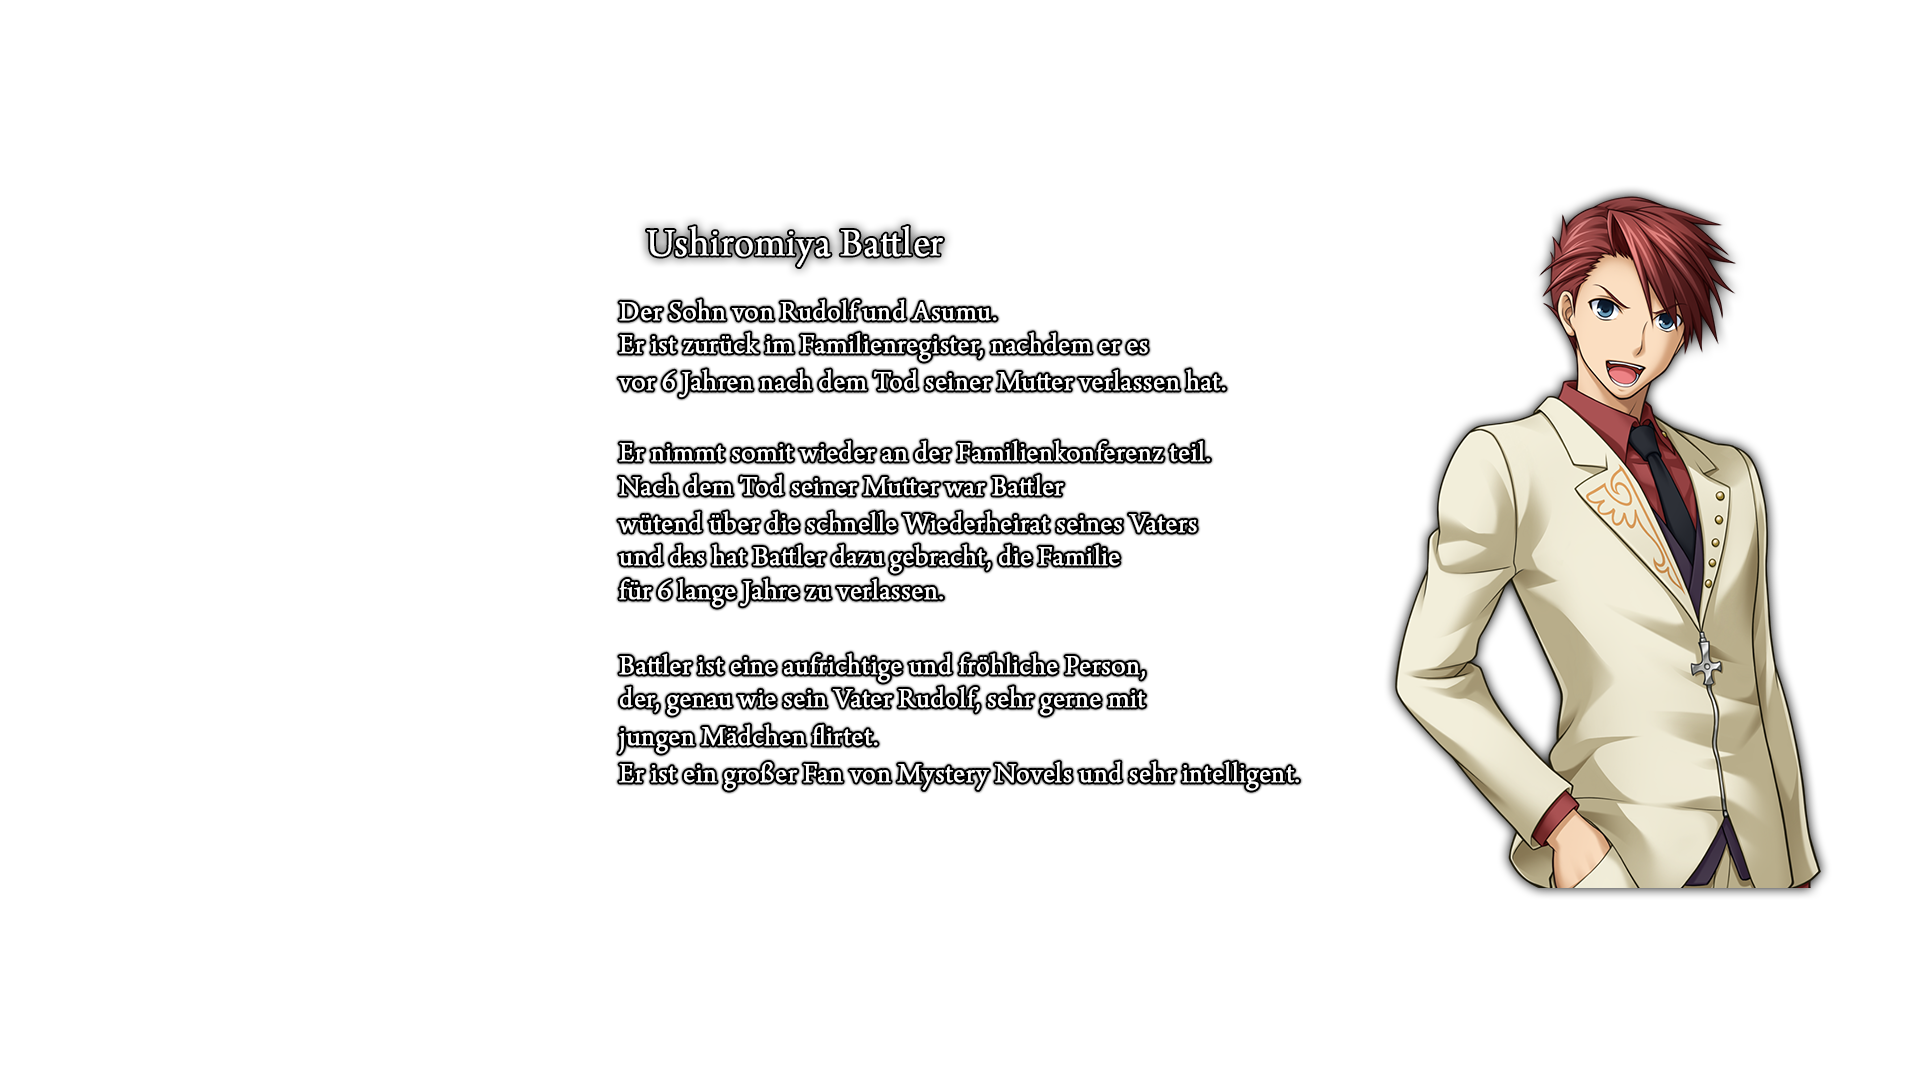 Ushiromiya Battler
Der Sohn von Rudolf und Asumu.
Er ist zurück im Familienregister, nachdem er es
vor 6 Jahren nach dem Tod seiner Mutter verlassen hat.
Er nimmt somit wieder an der Familienkonferenz teil.
Nach dem Tod seiner Mutter war Battler
wütend über die schnelle Wiederheirat seines Vaters
und das hat Battler dazu gebracht, die Familie
für 6 lange Jahre zu verlassen.
Battler ist eine aufrichtige und fröhliche Person,
der, genau wie sein Vater Rudolf, sehr gerne mit
jungen Mädchen flirtet.
Er ist ein großer Fan von Mystery Novels und sehr intelligent.